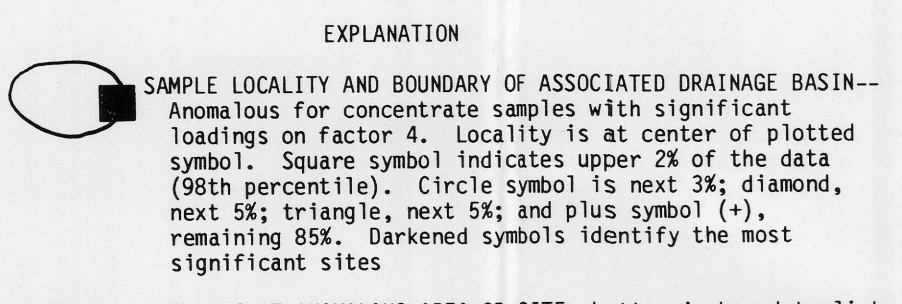 EXPLANATION
SAMPLE LOCALITY AND BOUNDARY OF ASSOCIATED DRAINAGE BASIN--
Anomalous for concentrate samples with significant
loadings on factor 4. Locality is at center of plotted
symbol. Square symbol indicates upper 2% of the data
(98th percentile). Circle symbol is next 3%; diamond,
next 5%; triangle, next 5%; and plus symbol (+),
remaining 85%. Darkened symbols identify the most
significant sites